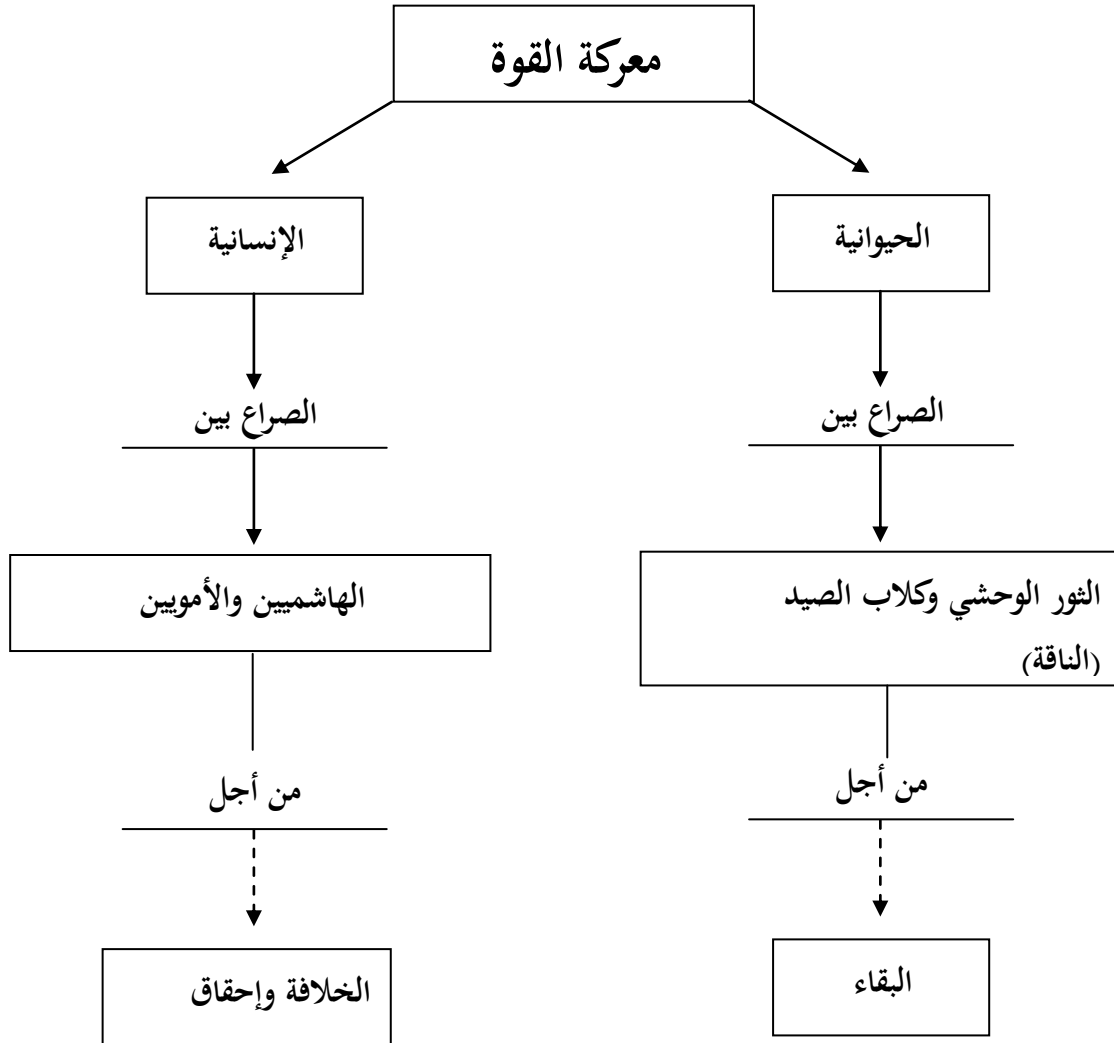 معركة القوة
الحيوانية
الإنسانية
الصراع بين
الصراع بين
الثور الوحشي وكلاب الصيد
(الناقة)
الهاشميين والأمويين
من أجل
من أجل
البقاء
الخلافة وإحقاق